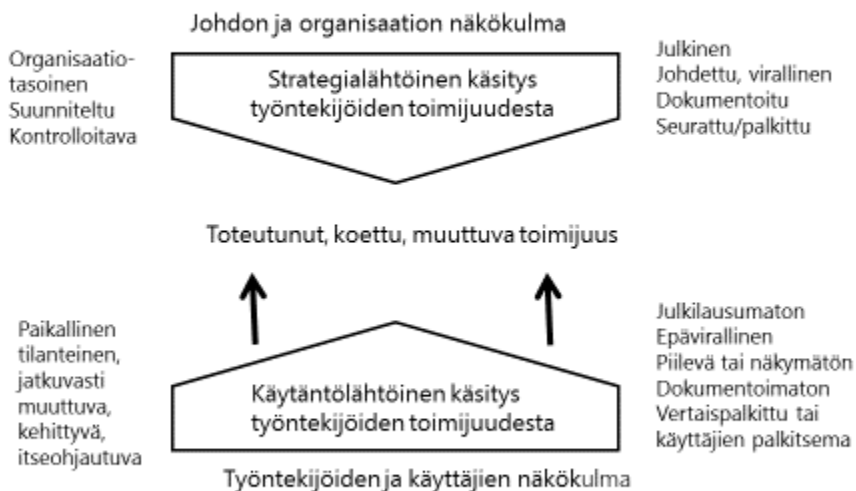 Johdon ja organisaation näkökulma
Organisaatio-
tasoinen
Suunniteltu
Kontrolloitava
Strategialähtöinen käsitys
työntekijöiden toimijuudesta
Julkinen
Johdettu, virallinen
Dokumentoitu
Seurattu/palkittu
Toteutunut, koettu, muuttuva toimijuus
Paikallinen
tilanteinen,
jatkuvasti
muuttuva,
kehittyvä,
itseohjautuva
Käytäntölähtöinen käsitys
työntekijöiden toimijuudesta
Julkilausumaton
Epävirallinen
Piilevä tai näkymätön
Dokumentoimaton
Vertaispalkittu tai
käyttäjien palkitsema
Työntekijöiden ja käyttäjien näkökulma